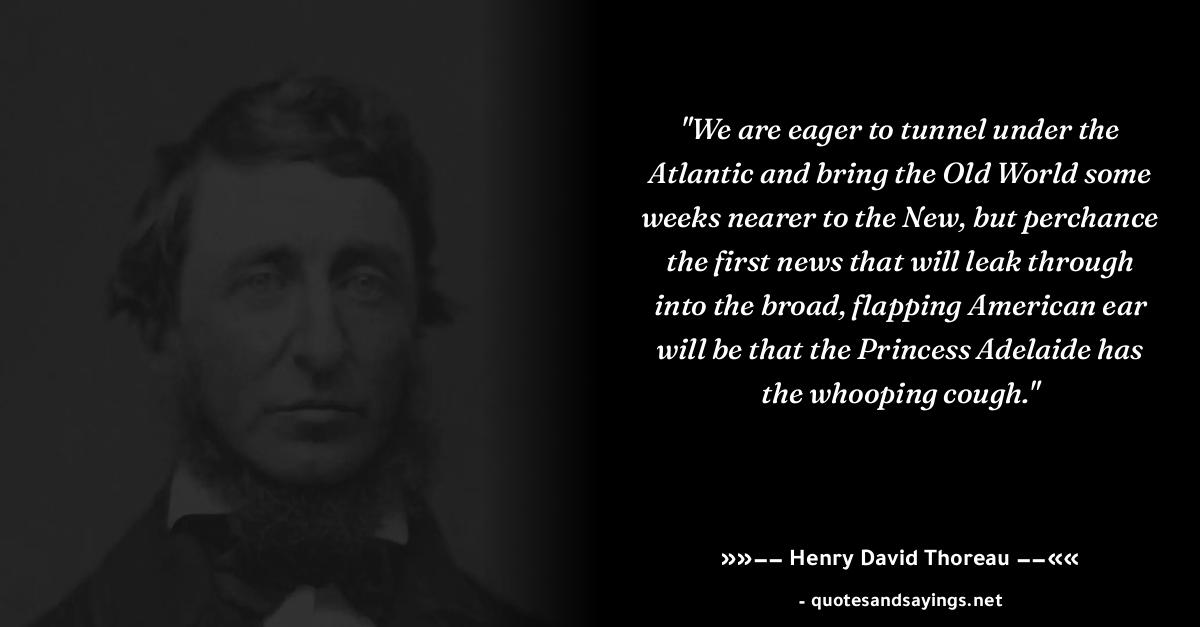 "We are eager to tunnel under the
Atlantic and bring the Old World some
weeks nearer to the New, but perchance
the first news that will leak through
into the broad, flapping American ear
will be that the Princess Adelaide has
the whooping cough."
»»−− Henry David Thoreau −−««
- quotesandsayings.net